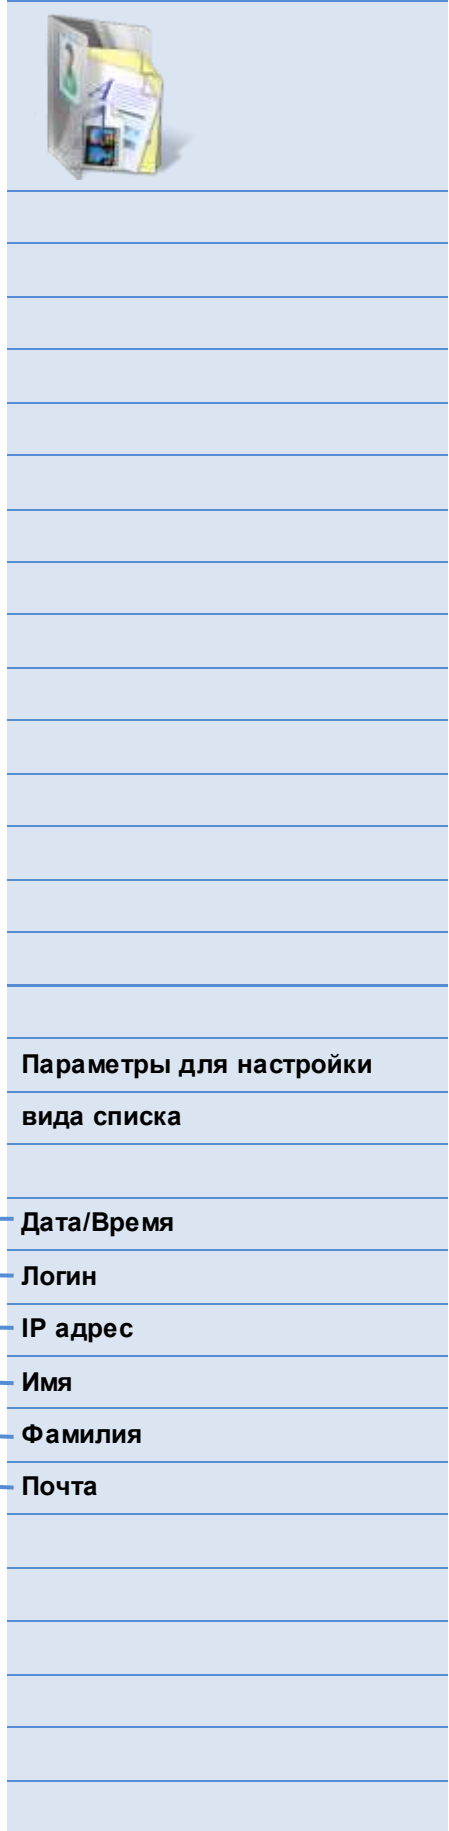 Параметры для настройки
вида списка
Дата/Время
Логин
IP адрес
Имя
Фамилия
Почта